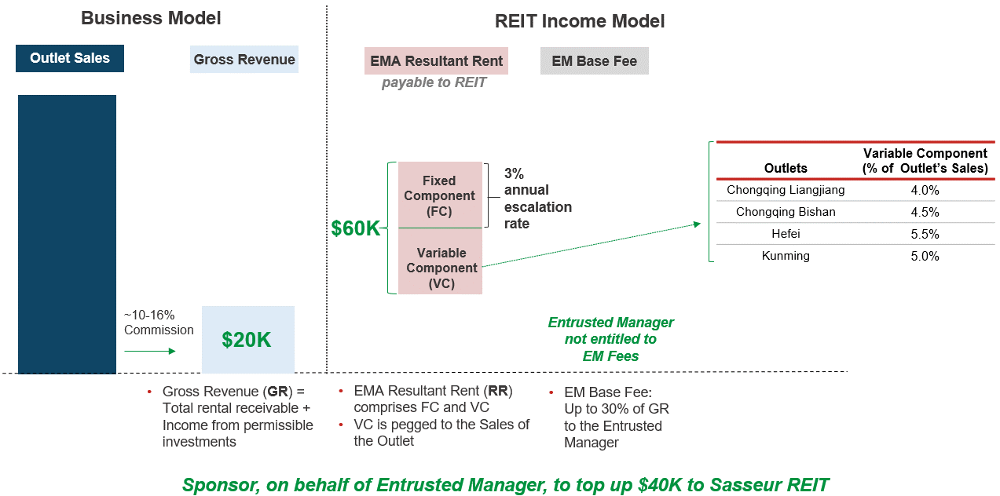 Business Model
REIT Income Model
Outlet Sales
Gross Revenue
EMA Resultant Rent
payable to REIT
EM Base Fee
$60K
Fixed
Component
(FC)
Variable
Component
(VC)
3%
annual
escalation
rate
Outlets
Variable Component
(% of Outlet’s Sales)
Chongqing Liangjiang 4.0%
Chongqing Bishan 4.5%
Hefei 5.5%
Kunming 5.0%
~10-16%
Commission
$20K
Entrusted Manager
not entitled to
EM Fees
• Gross Revenue (GR) =
Total rental receivable +
Income from permissible
investments
• EMA Resultant Rent (RR)
comprises FC and VC
• VC is pegged to the Sales of
the Outlet
• EM Base Fee:
Up to 30% of GR
to the Entrusted
Manager
Sponsor, on behalf of Entrusted Manager, to top up $40K to Sasseur REIT